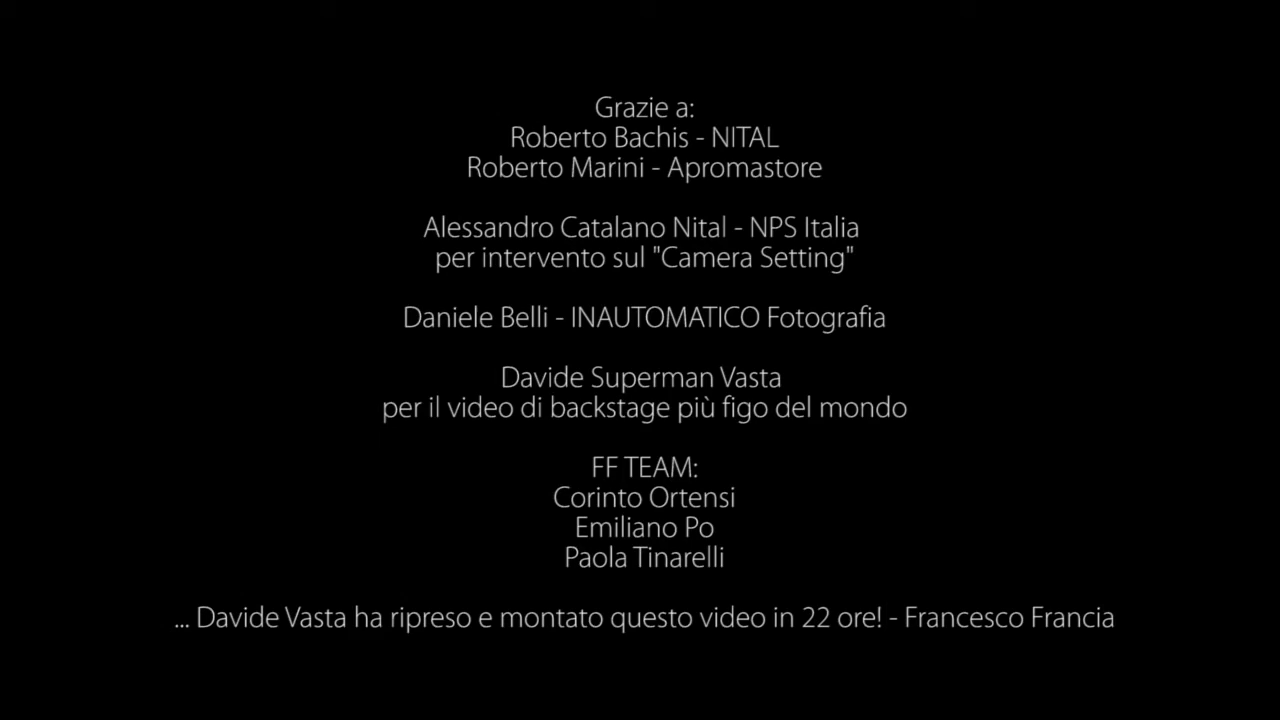 Grazie a:
Roberto Bachis - NITAL
Roberto Marini - Apromastore
Alessandro Catalano Nital - NPS Italia
per intervento sul "Camera Setting"
Daniele Belli - INAUTOMATICO Fotografia
Davide Superman Vasta
per il video di backstage più figo del mondo
FF TEAM:
Corinto Ortensi
Emiliano Po
Paola Tinarelli
... Davide Vasta ha ripreso e montato questo video in 22 ore! - Francesco Francia